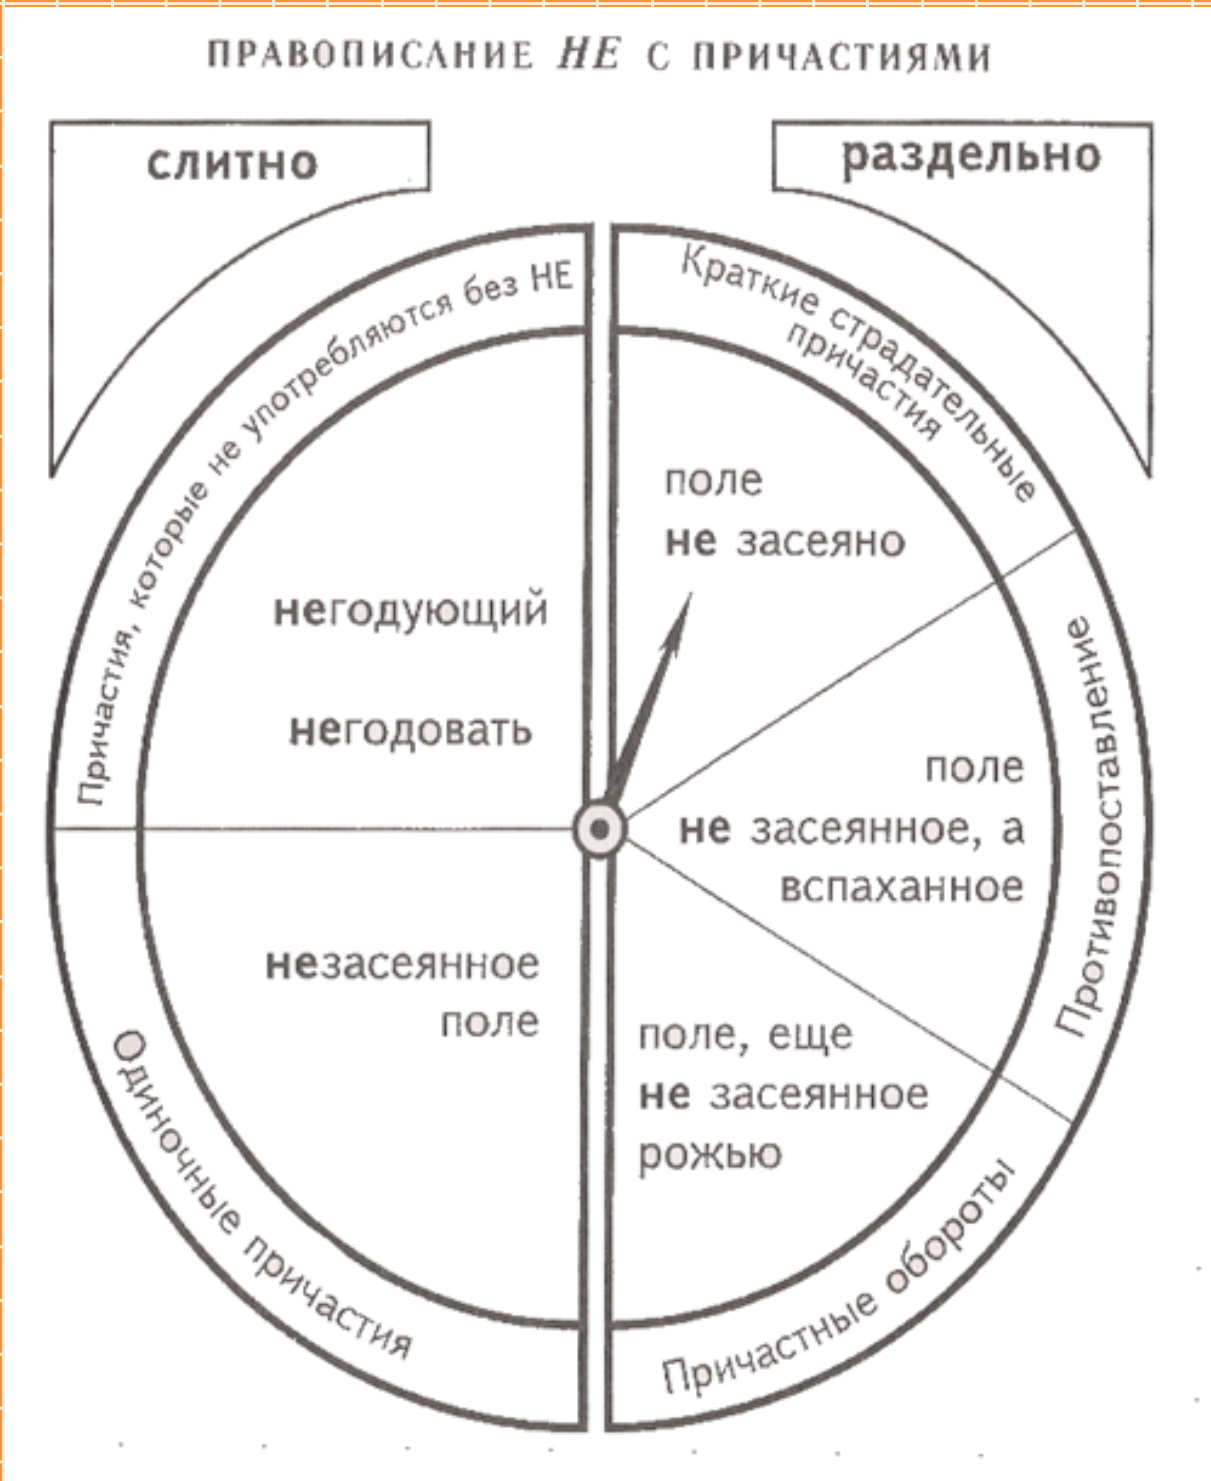 ПРАВОПИСАНИЕ НЕ С ПРИЧАСТИЯМИ
слитно
раздельно
Причастия, которые не употребляются без НЕ
негодующий
негодовать
Одиночные причастия
незасеянное
поле
Краткие страдательные
причастия
поле
не засеяно
Противопоставление
поле
не засеянное, а
вспаханное
Причастные обороты
поле, еще
не засеянное
рожью